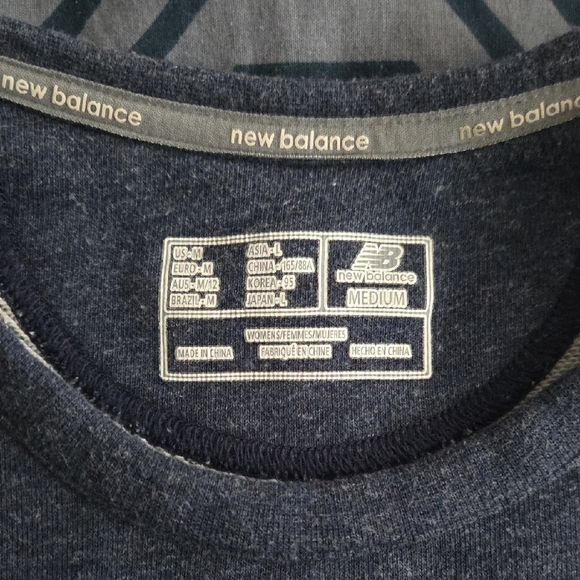 new balance
new balance
new balance
US - M
EURO - M
AUS - M/12
BRAZIL - M
ASIA - L
CHINA - 165/88A
KOREA - 95
JAPAN - L
NB
new balance
MEDIUM
WOMENS/FEMMES/MUJERES
MADE IN CHINA
FABRIQUÉ EN CHINE
HECHO EN CHINA